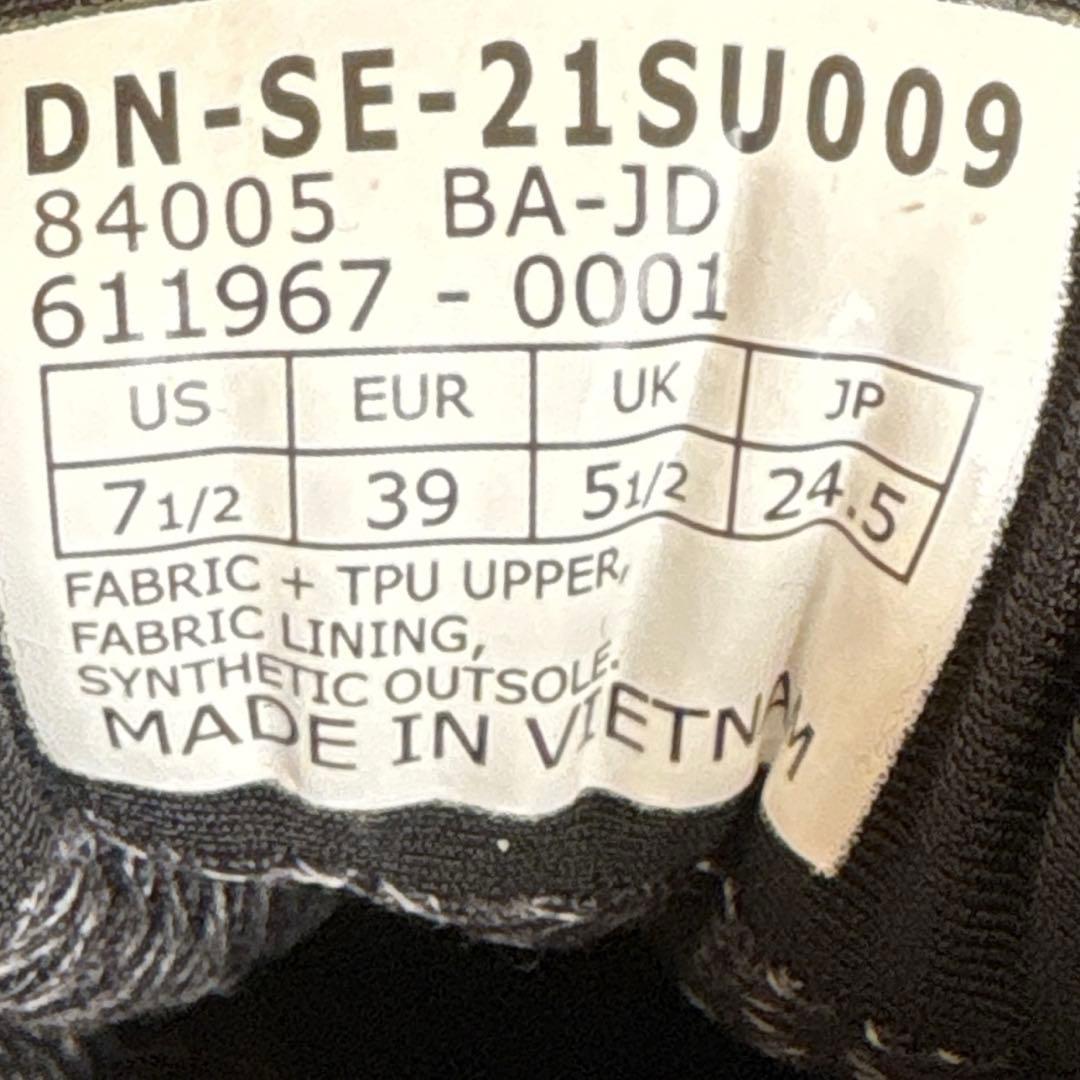 DN-SE-21SU009
84005 BA-JD
611967 - 0001
US EUR UK JP
7 1/2 39 5 1/2 24.5
FABRIC + TPU UPPER,
FABRIC LINING,
SYNTHETIC OUTSOLE.
MADE IN VIETNAM